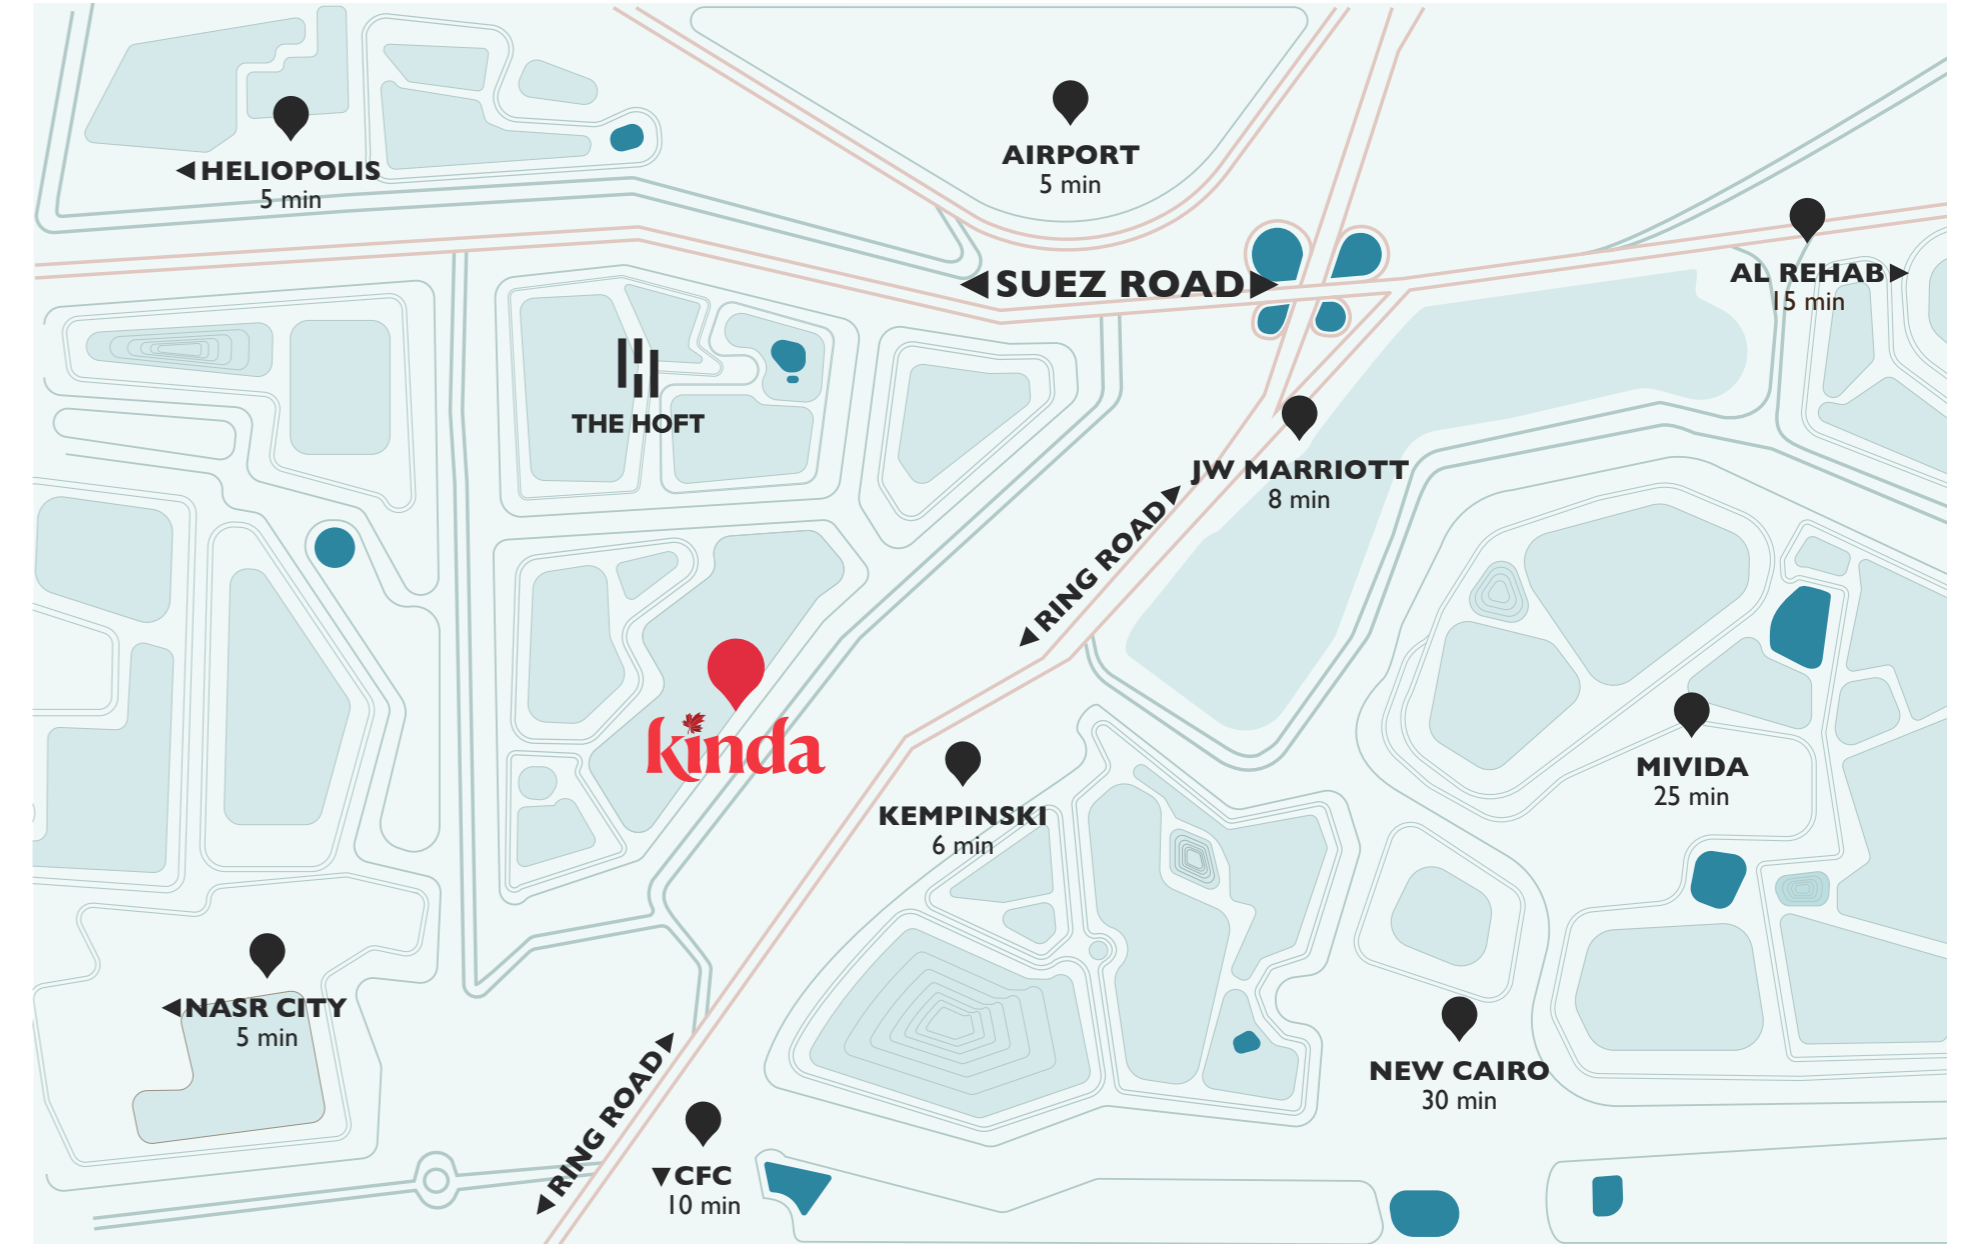 HELIOPOLIS
5 min
AIRPORT
5 min
SUEZ ROAD
AL REHAB
15 min
THE HOFT
JW MARRIOTT
8 min
RING ROAD
kinda
MIVIDA
25 min
KEMPINSKI
6 min
NASR CITY
5 min
NEW CAIRO
30 min
RING ROAD
CFC
10 min